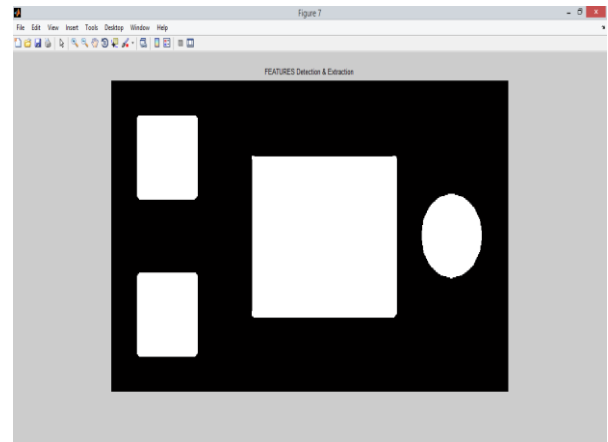 Figure 7
File Edit View Insert Tools Desktop Window Help
FEATURES Detection & Extraction